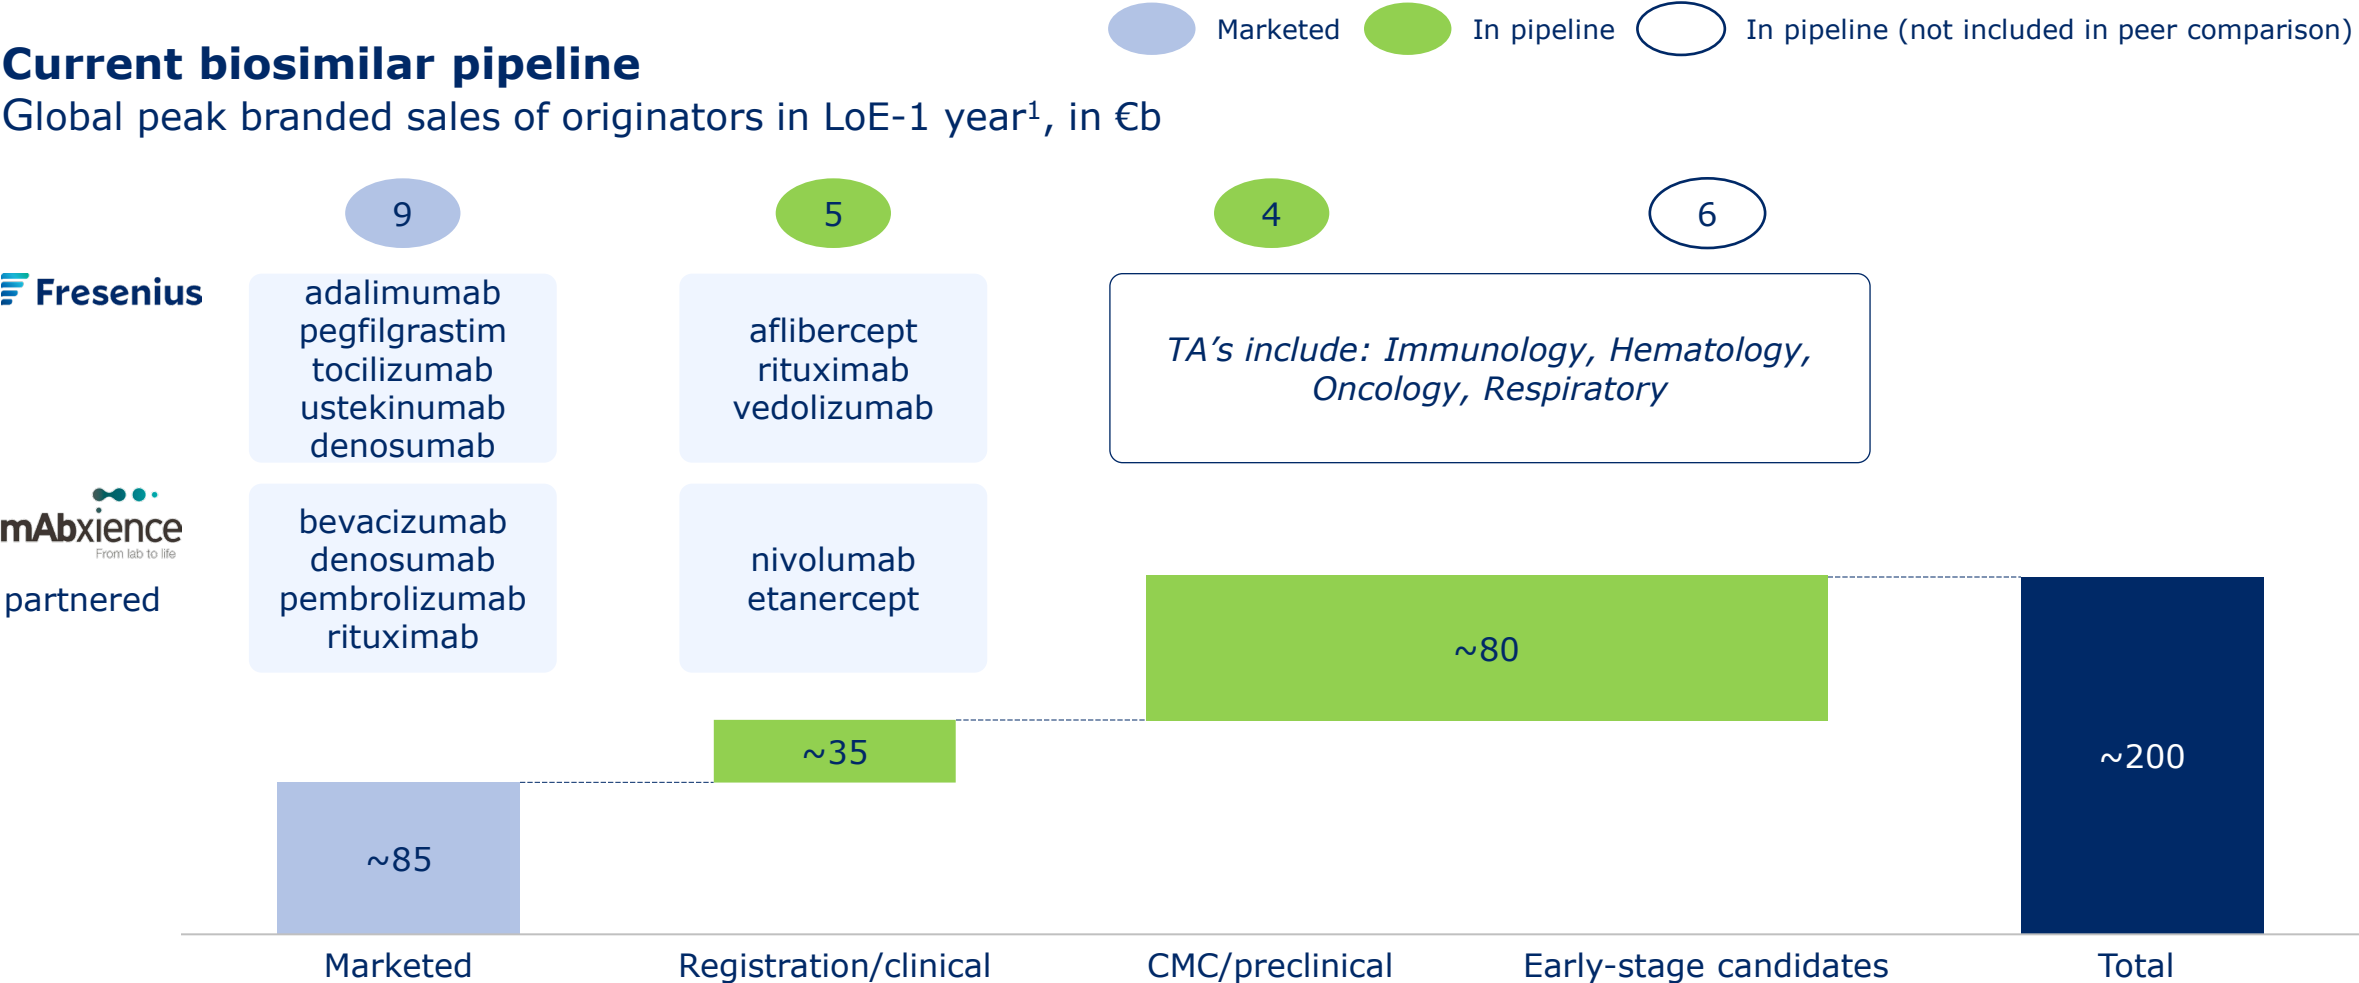 Marketed
In pipeline
In pipeline (not included in peer comparison)
Current biosimilar pipeline
Global peak branded sales of originators in LoE-1 year¹, in €b
9
5
4
6
Fresenius
adalimumab
pegfilgrastim
tocilizumab
ustekinumab
denosumab
aflibercept
rituximab
vedolizumab
TA’s include: Immunology, Hematology,
Oncology, Respiratory
mAbxience
From lab to life
partnered
bevacizumab
denosumab
pembrolizumab
rituximab
nivolumab
etanercept
~85
~35
~80
~200
Marketed
Registration/clinical
CMC/preclinical
Early-stage candidates
Total